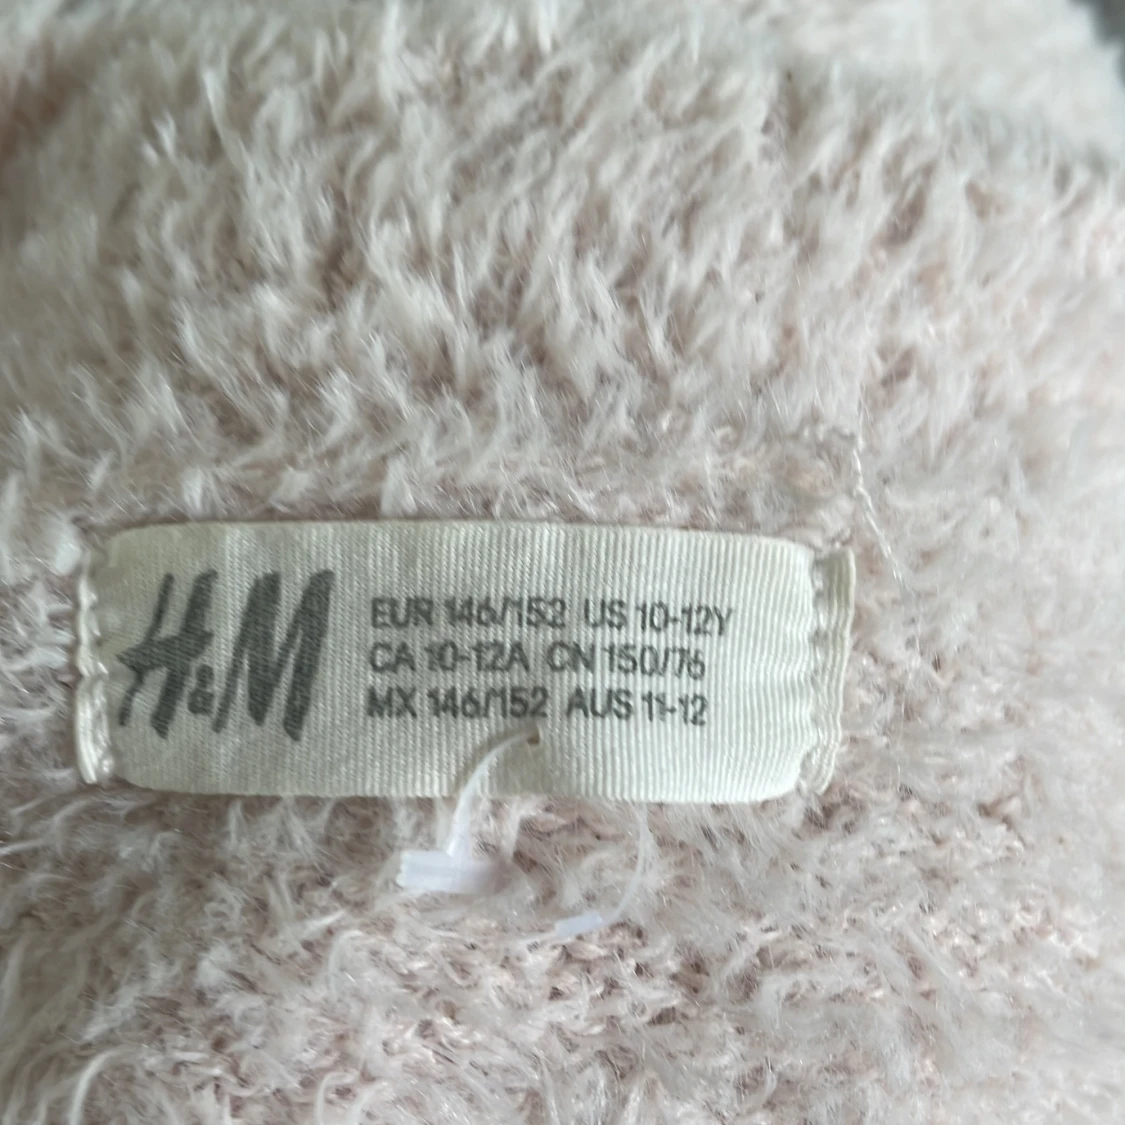 H&M
EUR 146/152 US 10-12Y
CA 10-12A CN 150/76
MX 146/152 AUS 11-12